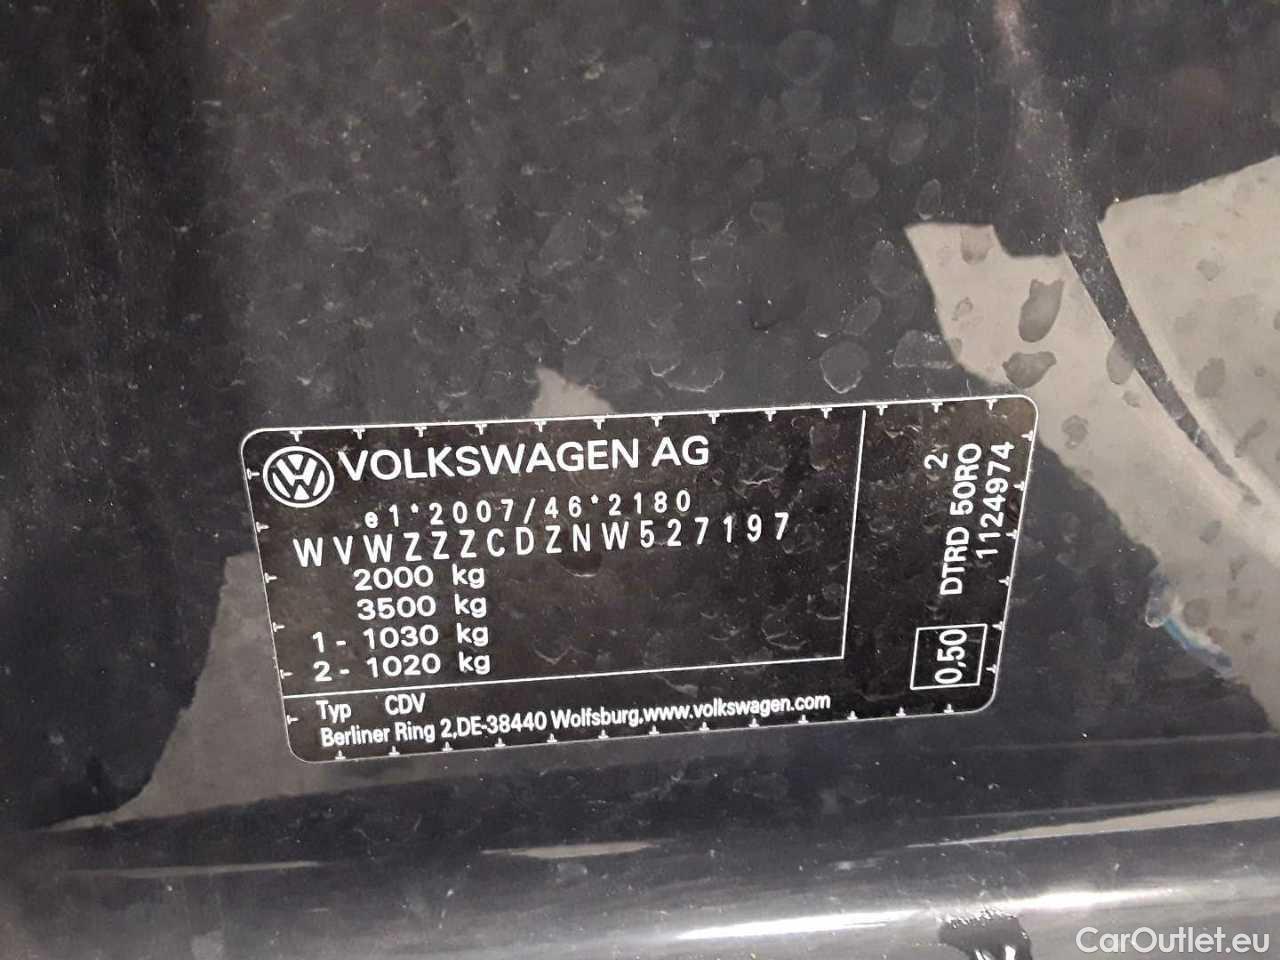 VOLKSWAGEN AG
e1*2007/46*2180
WVWZZZCDZNW527197
2000 kg
3500 kg
1 - 1030 kg
2 - 1020 kg
Typ CDV
Berliner Ring 2,DE-38440 Wolfsburg,www.volkswagen.com
2
0,50 DTRD 50RO
1124974
CarOutlet.eu